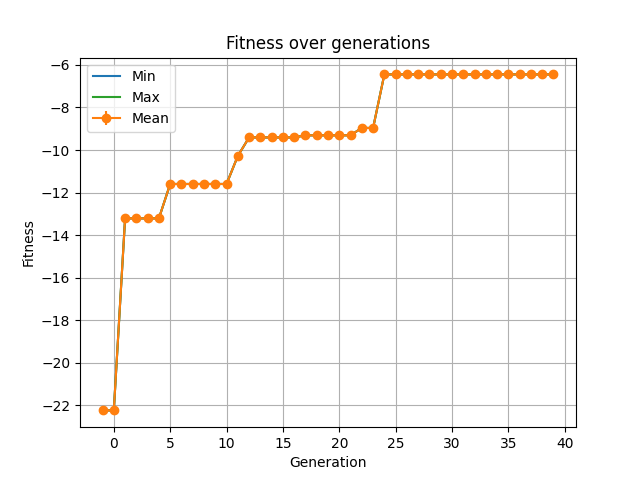 Fitness over generations
Min
Max
Mean
−6
−8
−10
−12
−14
−16
−18
−20
−22
Fitness
0 5 10 15 20 25 30 35 40
Generation